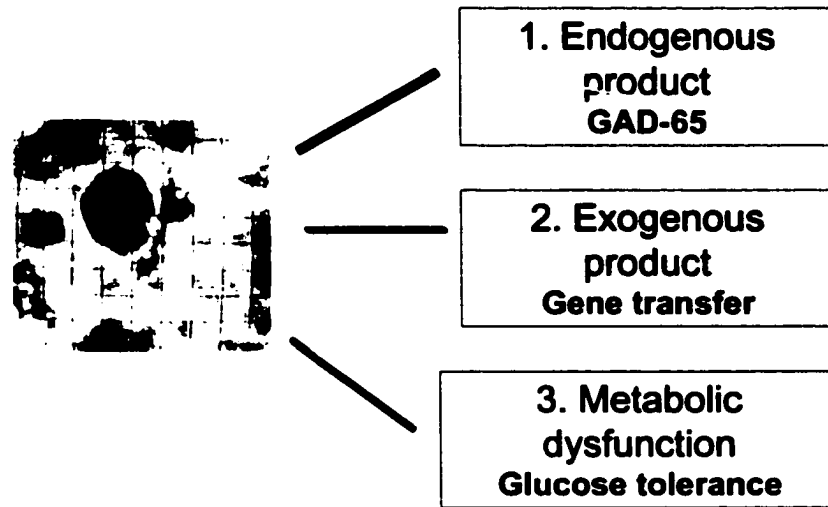 1. Endogenous
product
GAD-65
2. Exogenous
product
Gene transfer
3. Metabolic
dysfunction
Glucose tolerance